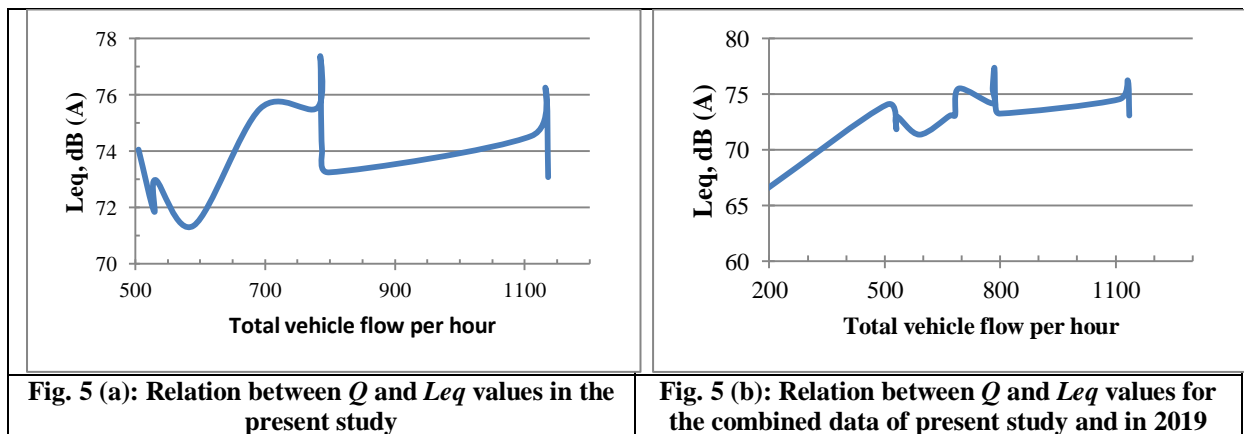 78
76
74
72
70
Leq, dB (A)
500
700
900
1100
Total vehicle flow per hour
80
75
70
65
60
Leq, dB (A)
200
500
800
1100
Total vehicle flow per hour
Fig. 5 (a): Relation between Q and Leq values in the
present study
Fig. 5 (b): Relation between Q and Leq values for
the combined data of present study and in 2019